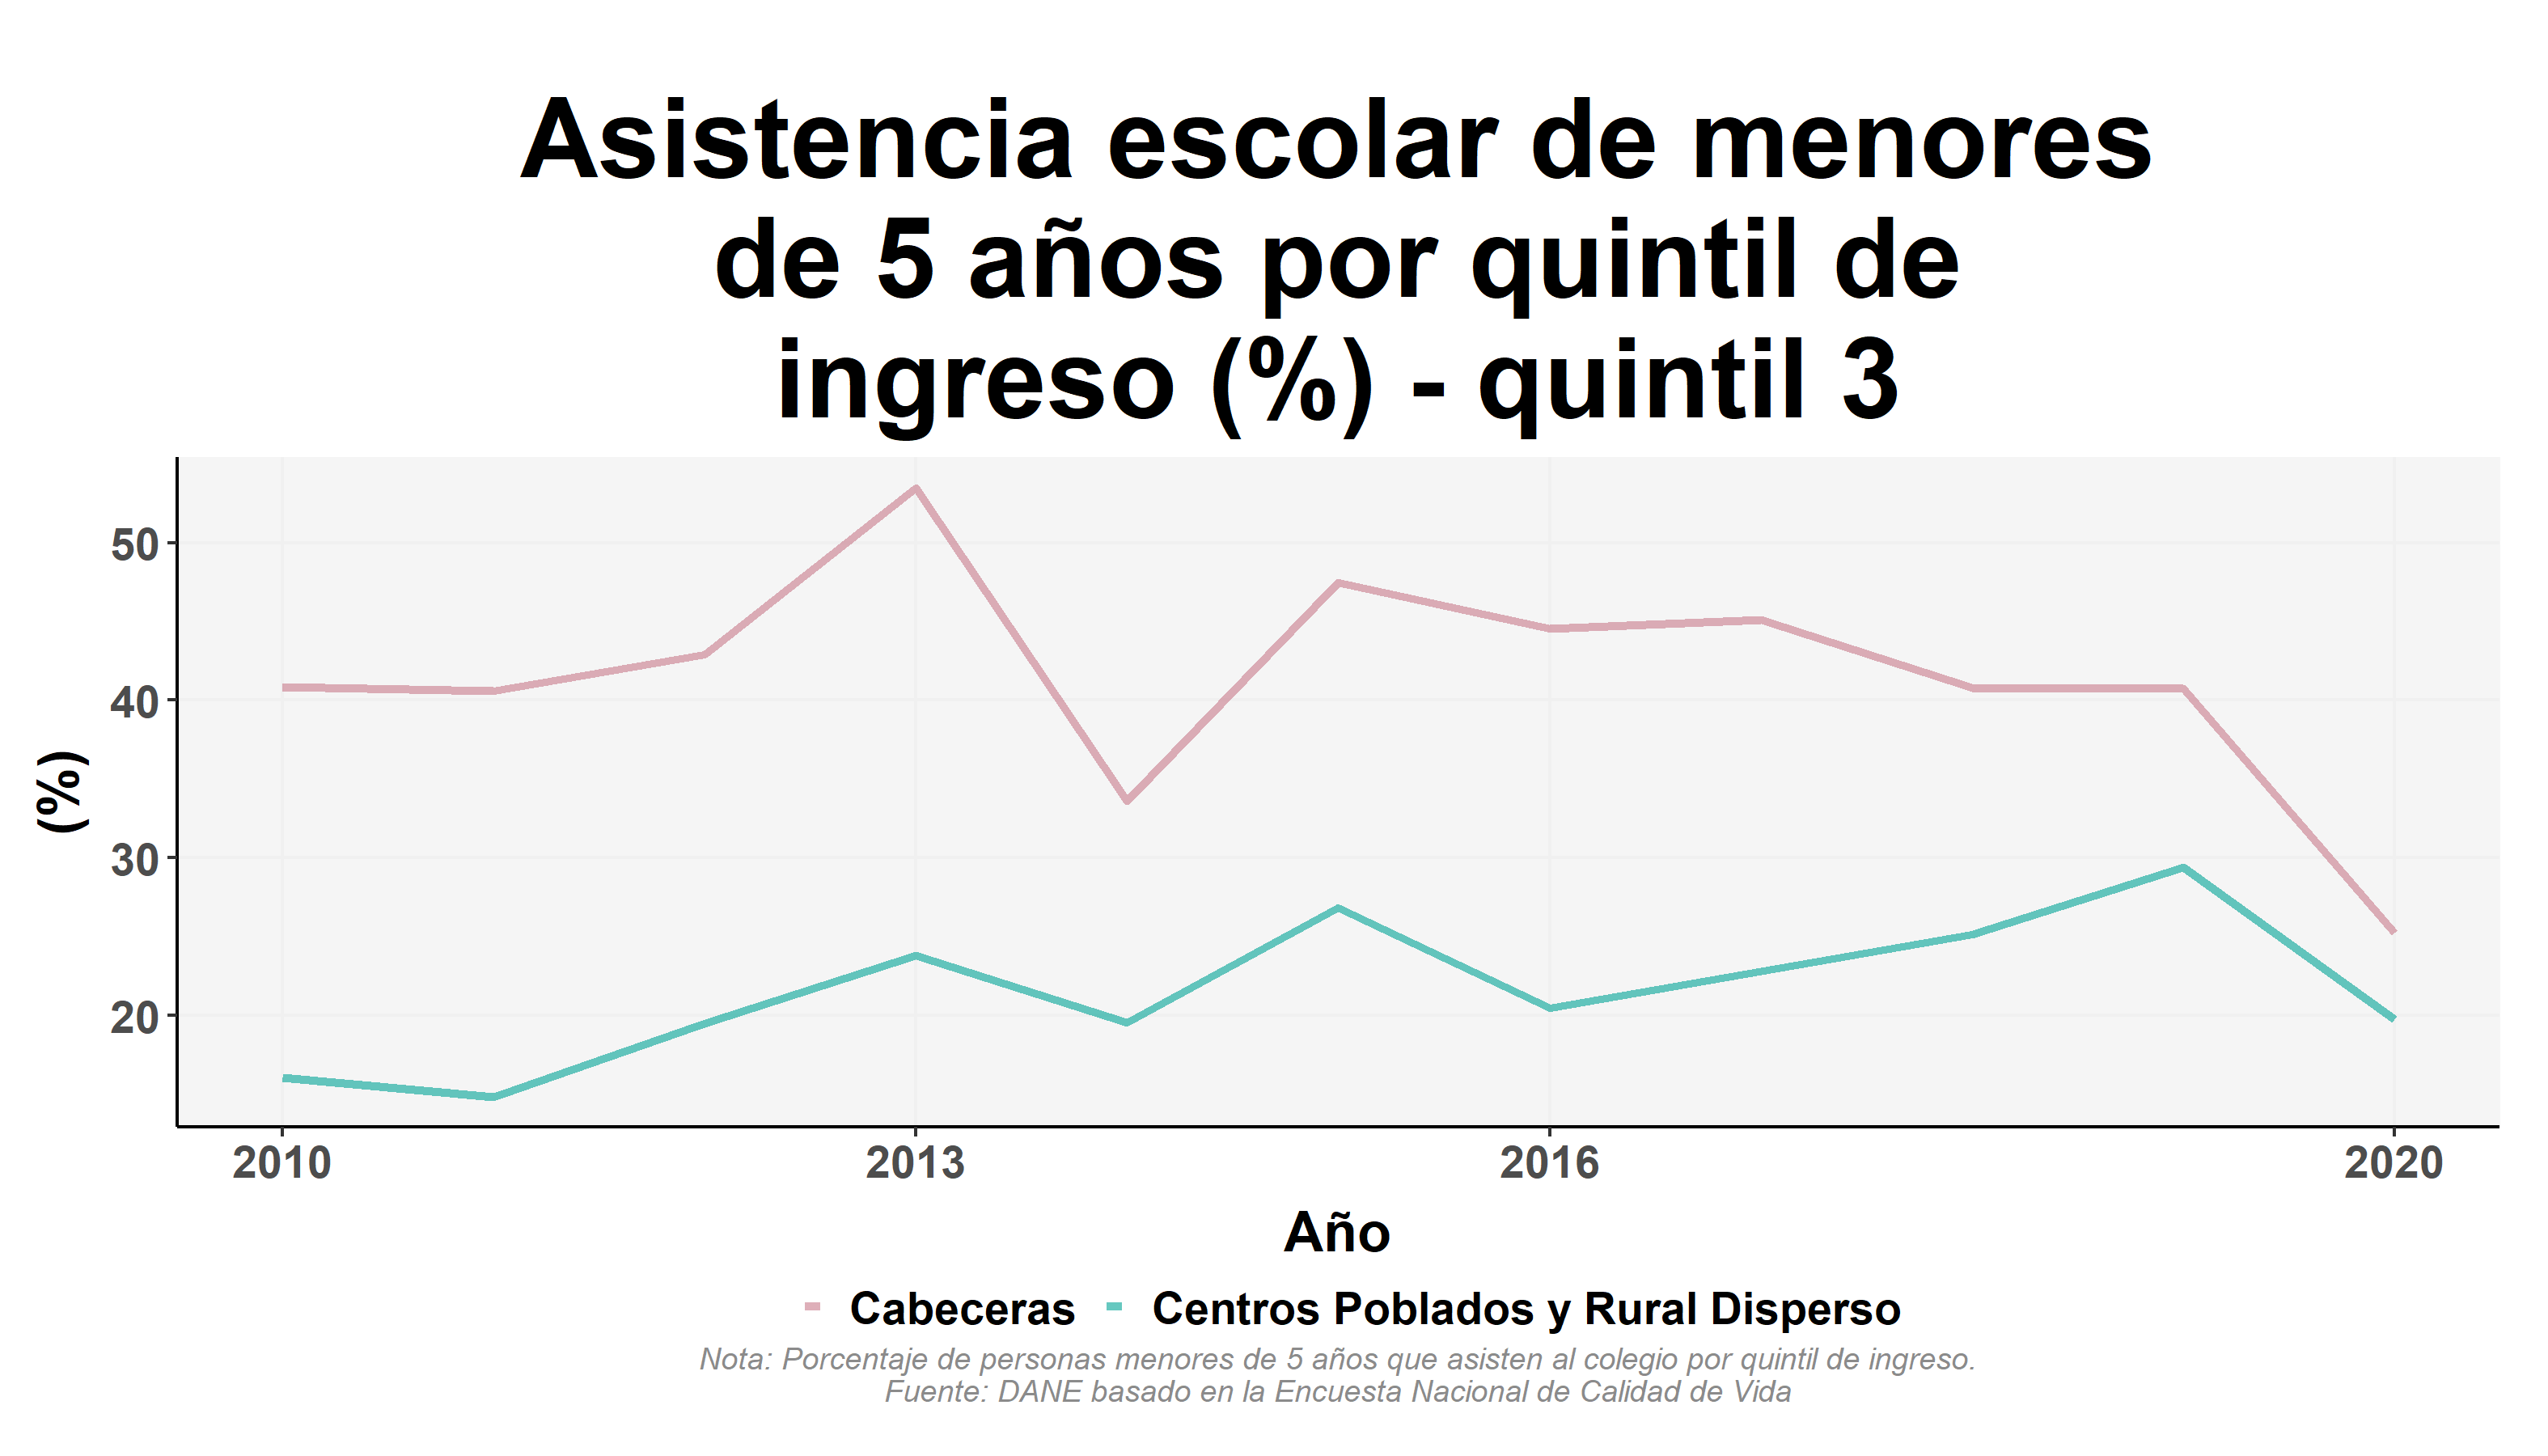 Asistencia escolar de menores
de 5 años por quintil de
ingreso (%) - quintil 3
(%)
50
40
30
20
2010 2013 2016 2020
Año
Cabeceras Centros Poblados y Rural Disperso
Nota: Porcentaje de personas menores de 5 años que asisten al colegio por quintil de ingreso.
Fuente: DANE basado en la Encuesta Nacional de Calidad de Vida